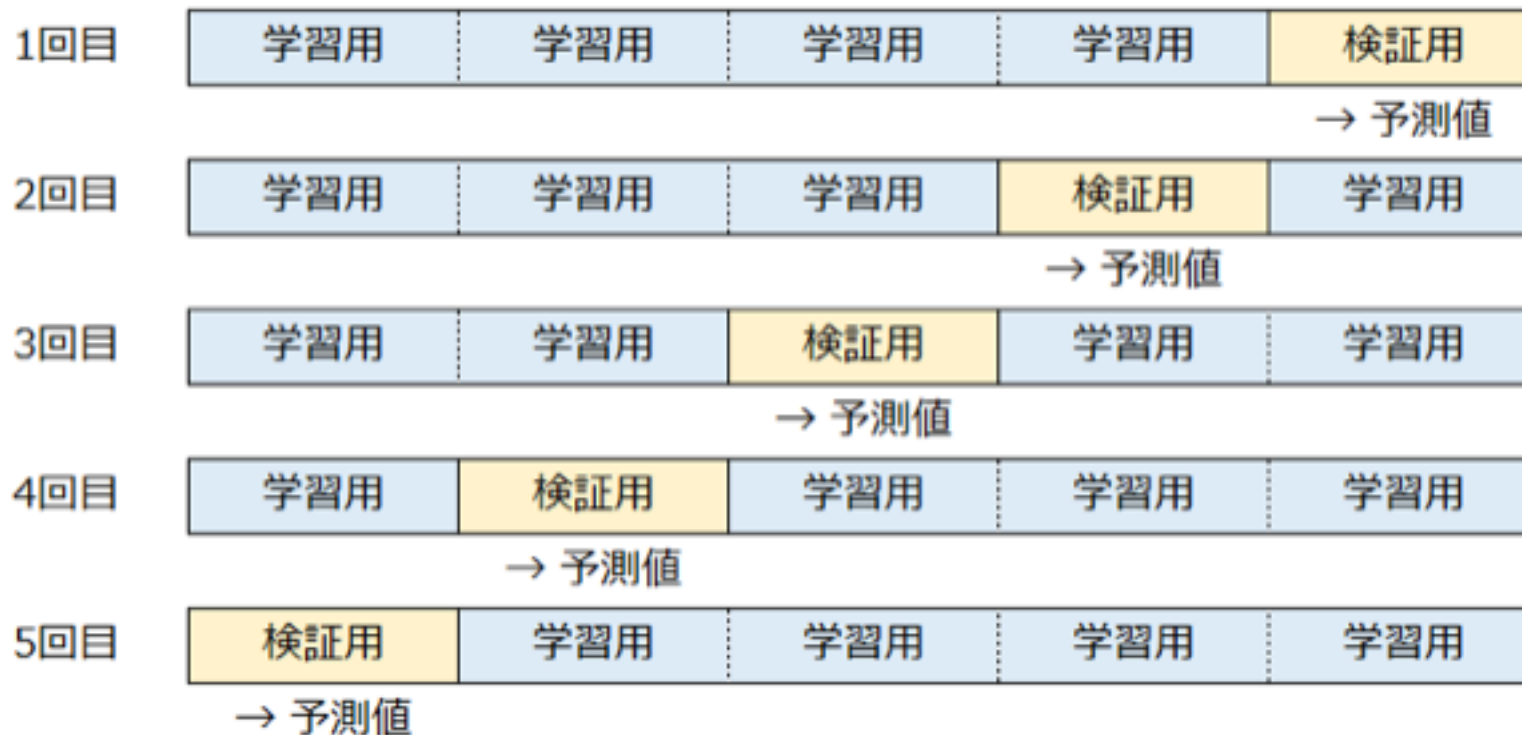 1回目 学習用 学習用 学習用 学習用 検証用
→ 予測値
2回目 学習用 学習用 学習用 検証用 学習用
→ 予測値
3回目 学習用 学習用 検証用 学習用 学習用
→ 予測値
4回目 学習用 検証用 学習用 学習用 学習用
→ 予測値
5回目 検証用 学習用 学習用 学習用 学習用
→ 予測値